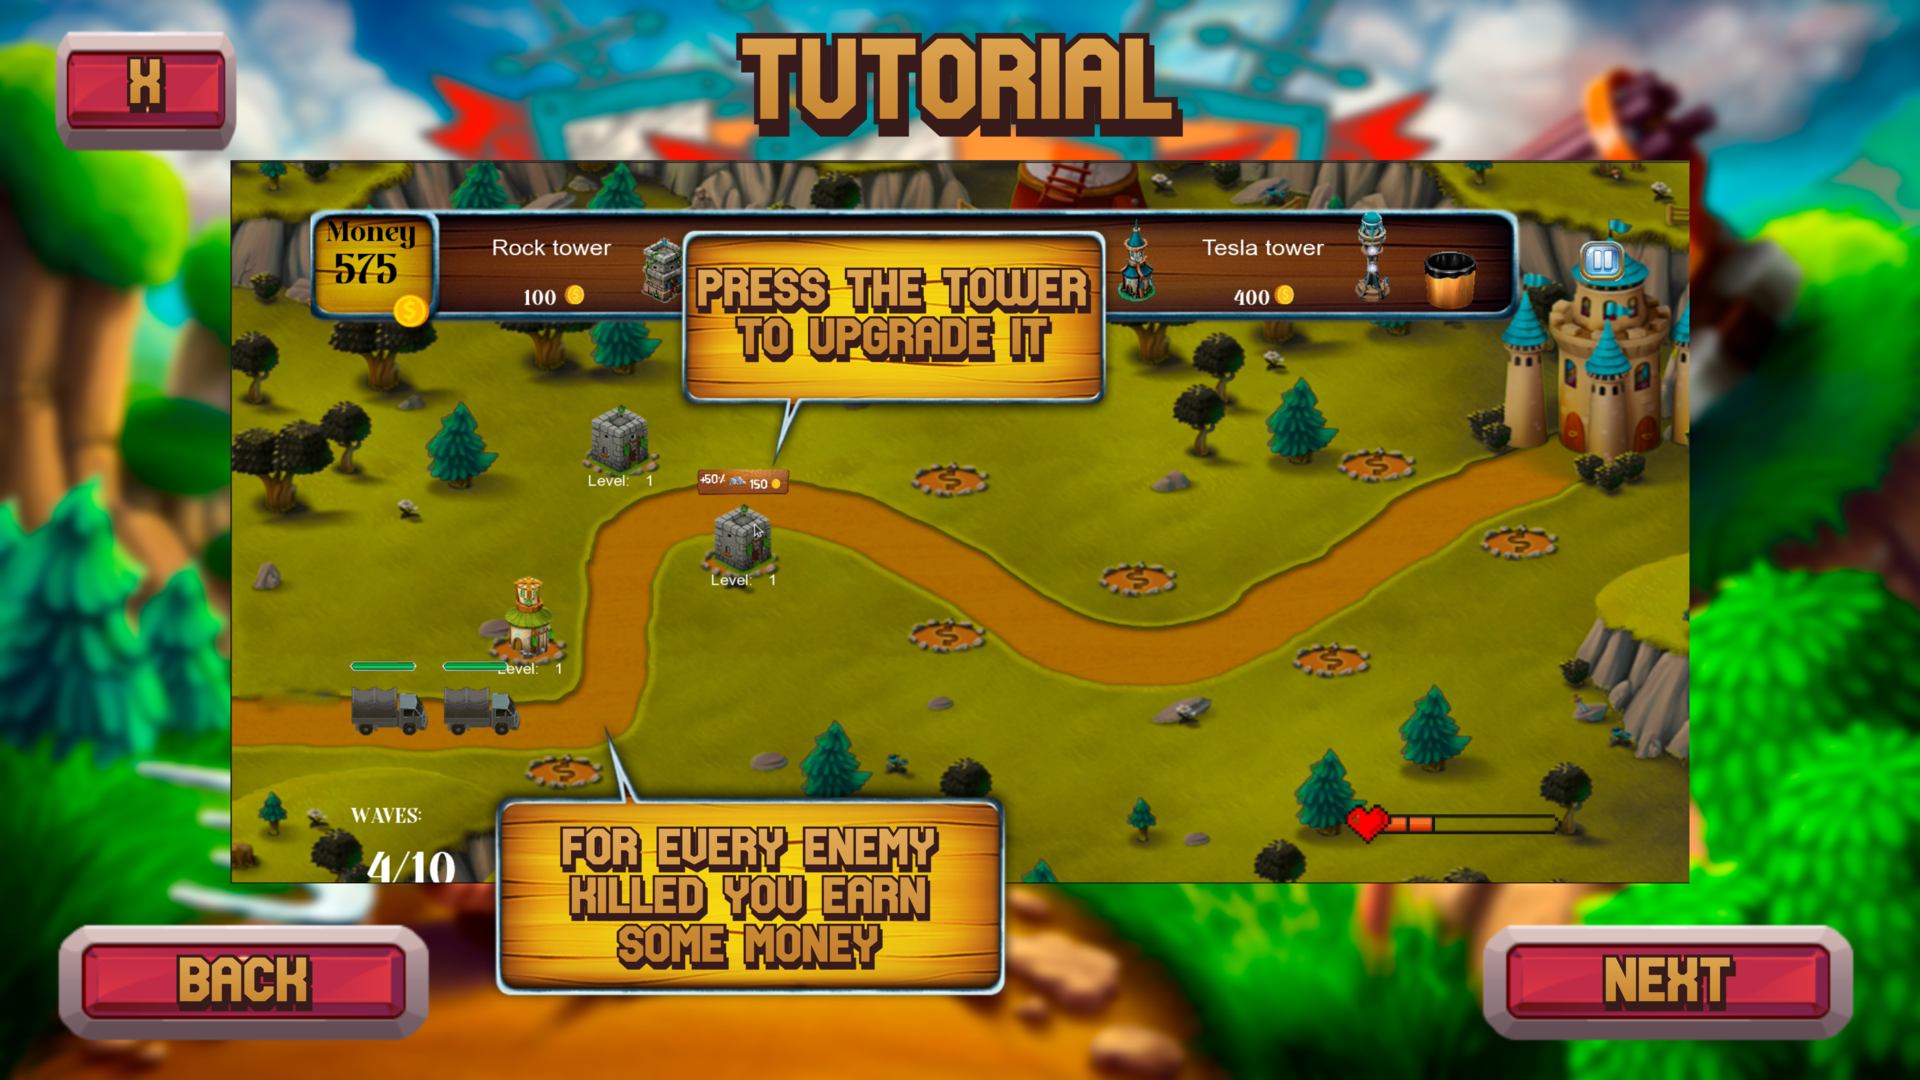 X
TUTORIAL
Money
575
Rock tower
100
PRESS THE TOWER
TO UPGRADE IT
Tesla tower
400
Level: 1
+50% 150
Level: 1
Level: 1
WAVES:
4/10
FOR EVERY ENEMY
KILLED YOU EARN
SOME MONEY
BACK
NEXT